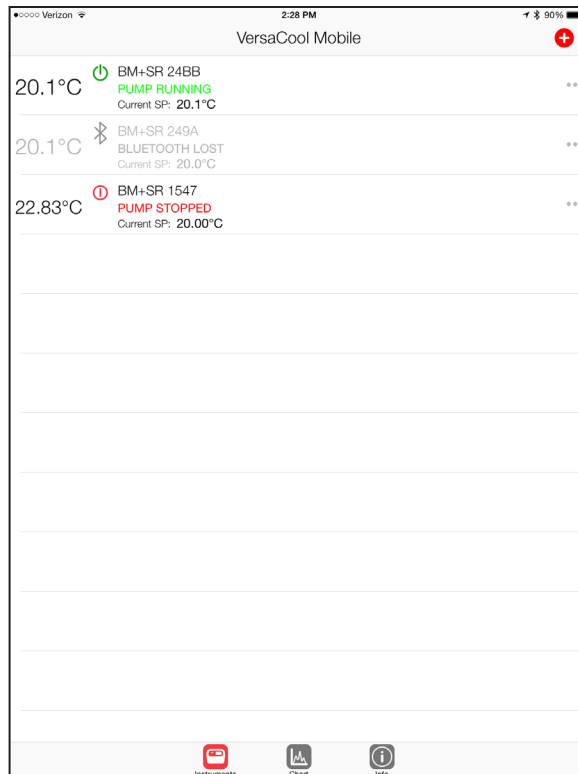 Verizon 2:28 PM 90%
VersaCool Mobile
20.1°C
BM+SR 24BB
PUMP RUNNING
Current SP: 20.1°C
20.1°C
BM+SR 249A
BLUETOOTH LOST
Current SP: 20.0°C
22.83°C
BM+SR 1547
PUMP STOPPED
Current SP: 20.00°C
Instruments Chart Info